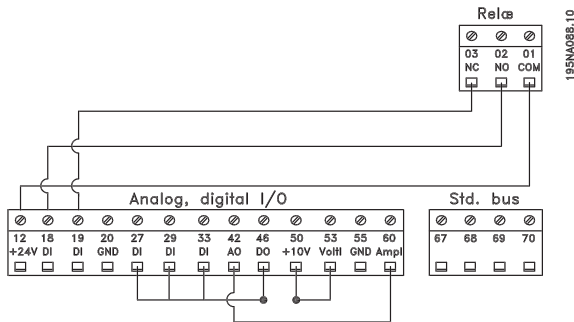 Relæ
03 02 01
NC NO COM
195NA088.10
Analog, digital I/O
12 18 19 20 27 29 33 42 46 50 53 55 60
+24V DI DI GND DI DI DI AO DO +10V VoltI GND AmpI
Std. bus
67 68 69 70